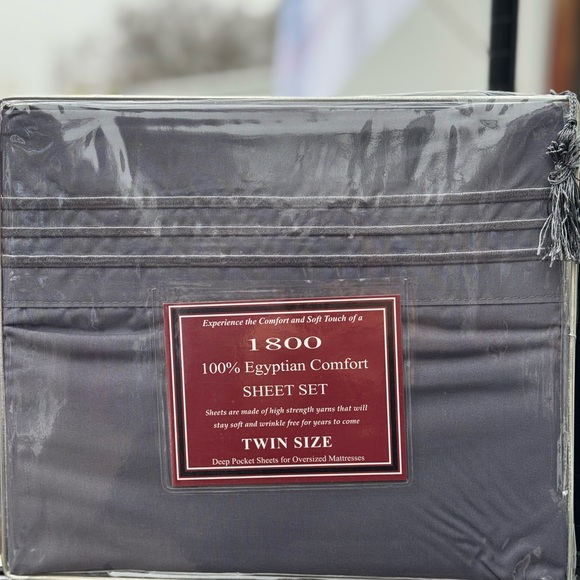 Experience the Comfort and Soft Touch of a
1800
100% Egyptian Comfort
SHEET SET
Sheets are made of high strength yarns that will
stay soft and wrinkle free for years to come
TWIN SIZE
Deep Pocket Sheets for Oversized Mattresses